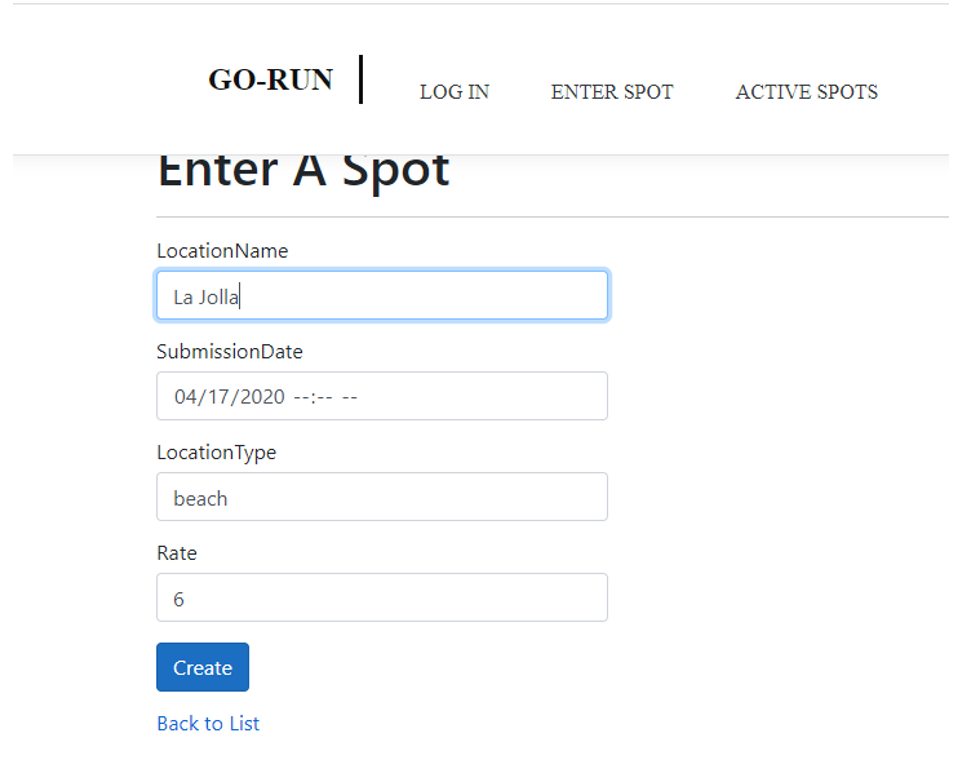 GO-RUN
LOG IN
ENTER SPOT
ACTIVE SPOTS
Enter A Spot
LocationName
La Jolla
SubmissionDate
04/17/2020 --:-- --
LocationType
beach
Rate
6
Create
Back to List